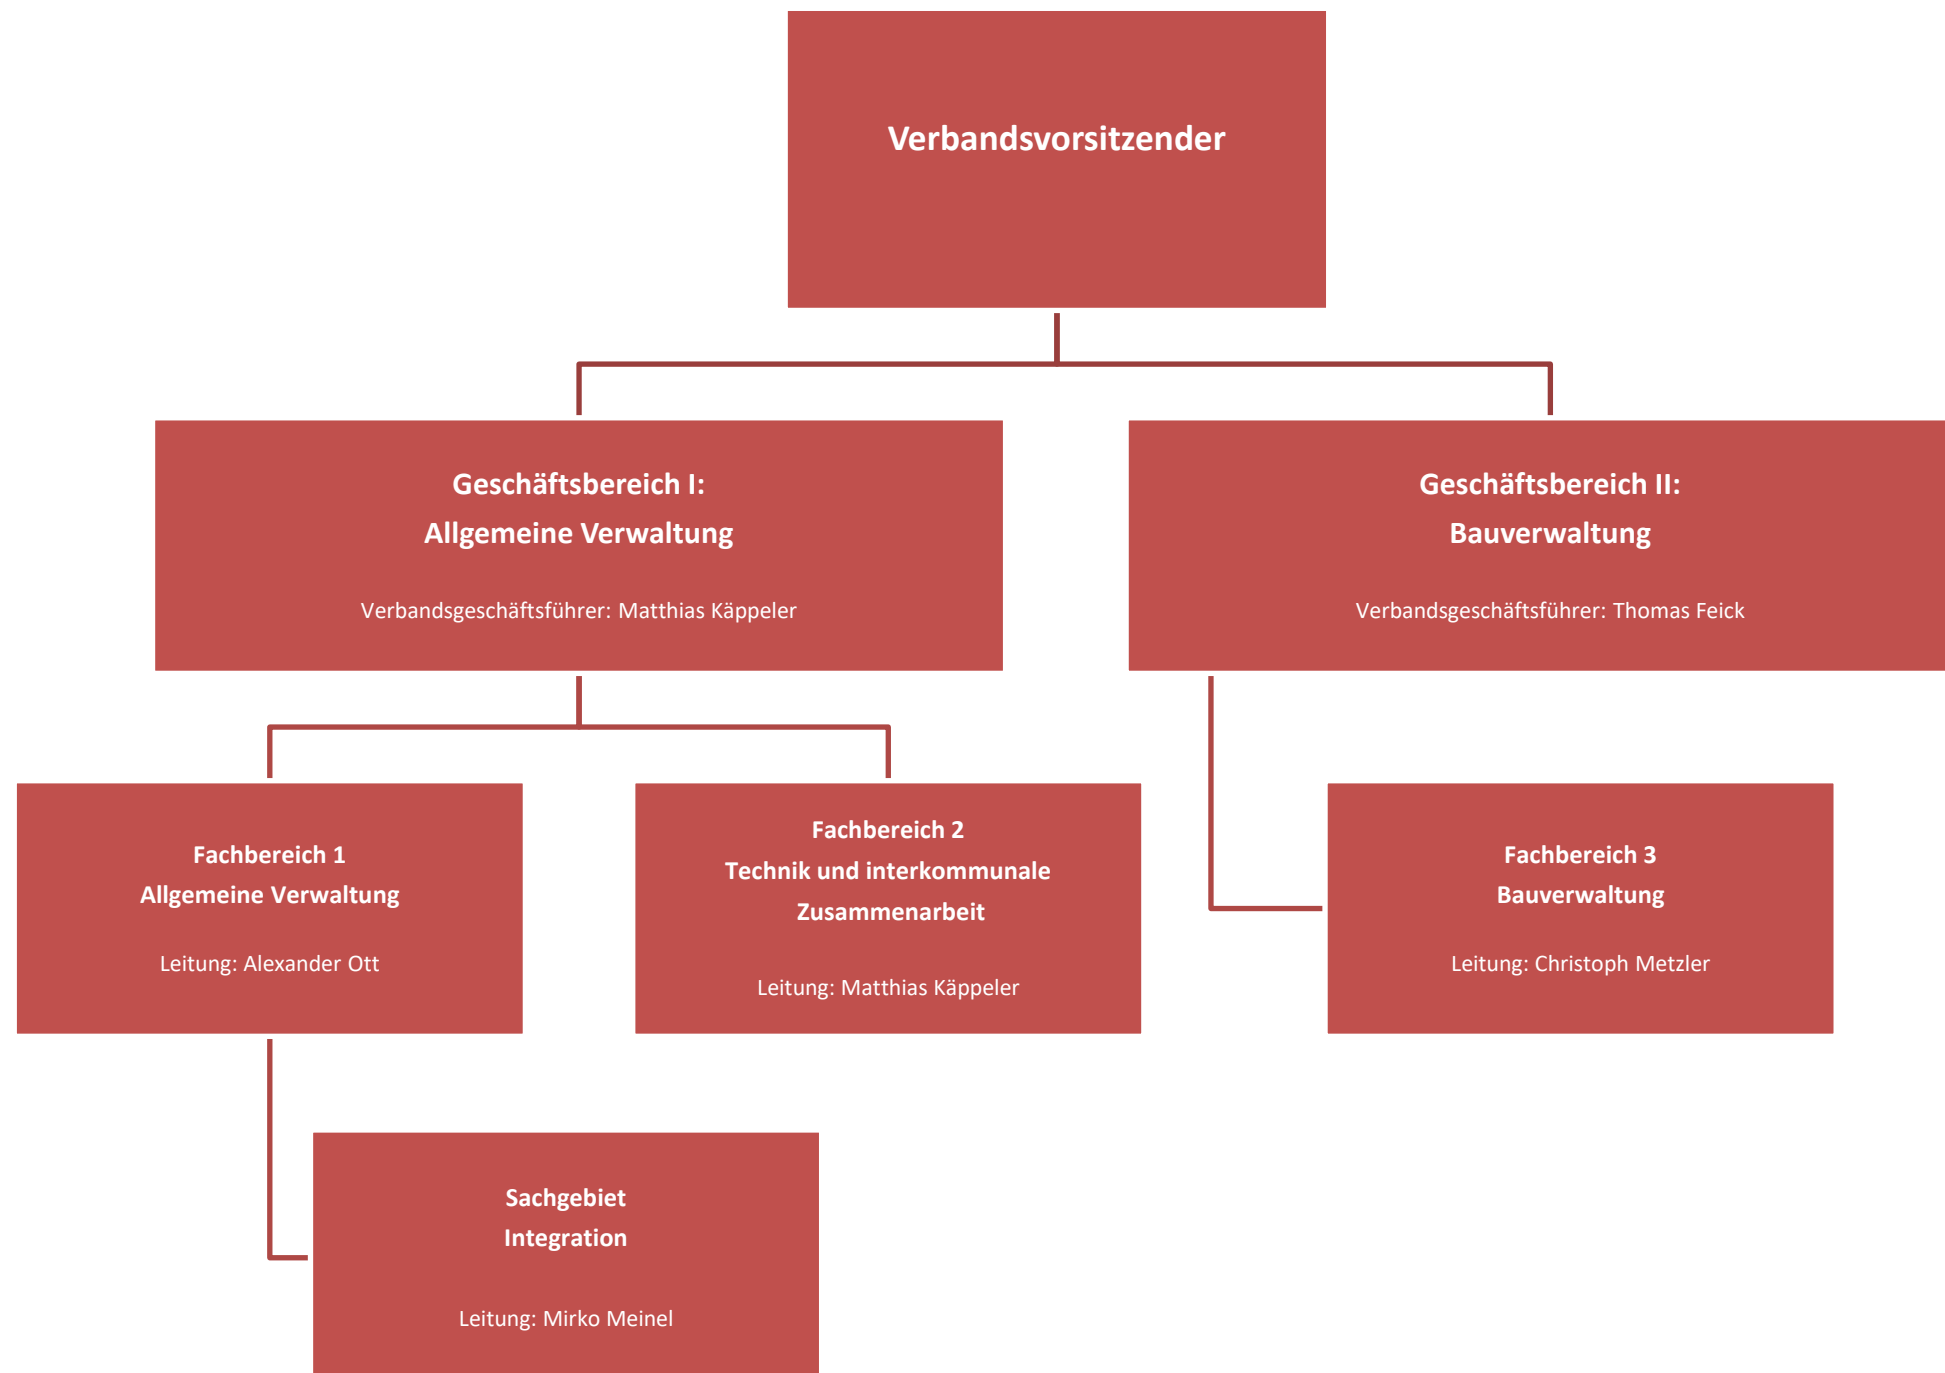 Verbandsvorsitzender
Geschäftsbereich I:
Allgemeine Verwaltung
Verbandsgeschäftsführer: Matthias Käppeler
Geschäftsbereich II:
Bauverwaltung
Verbandsgeschäftsführer: Thomas Feick
Fachbereich 1
Allgemeine Verwaltung
Leitung: Alexander Ott
Fachbereich 2
Technik und interkommunale
Zusammenarbeit
Leitung: Matthias Käppeler
Fachbereich 3
Bauverwaltung
Leitung: Christoph Metzler
Sachgebiet
Integration
Leitung: Mirko Meinel